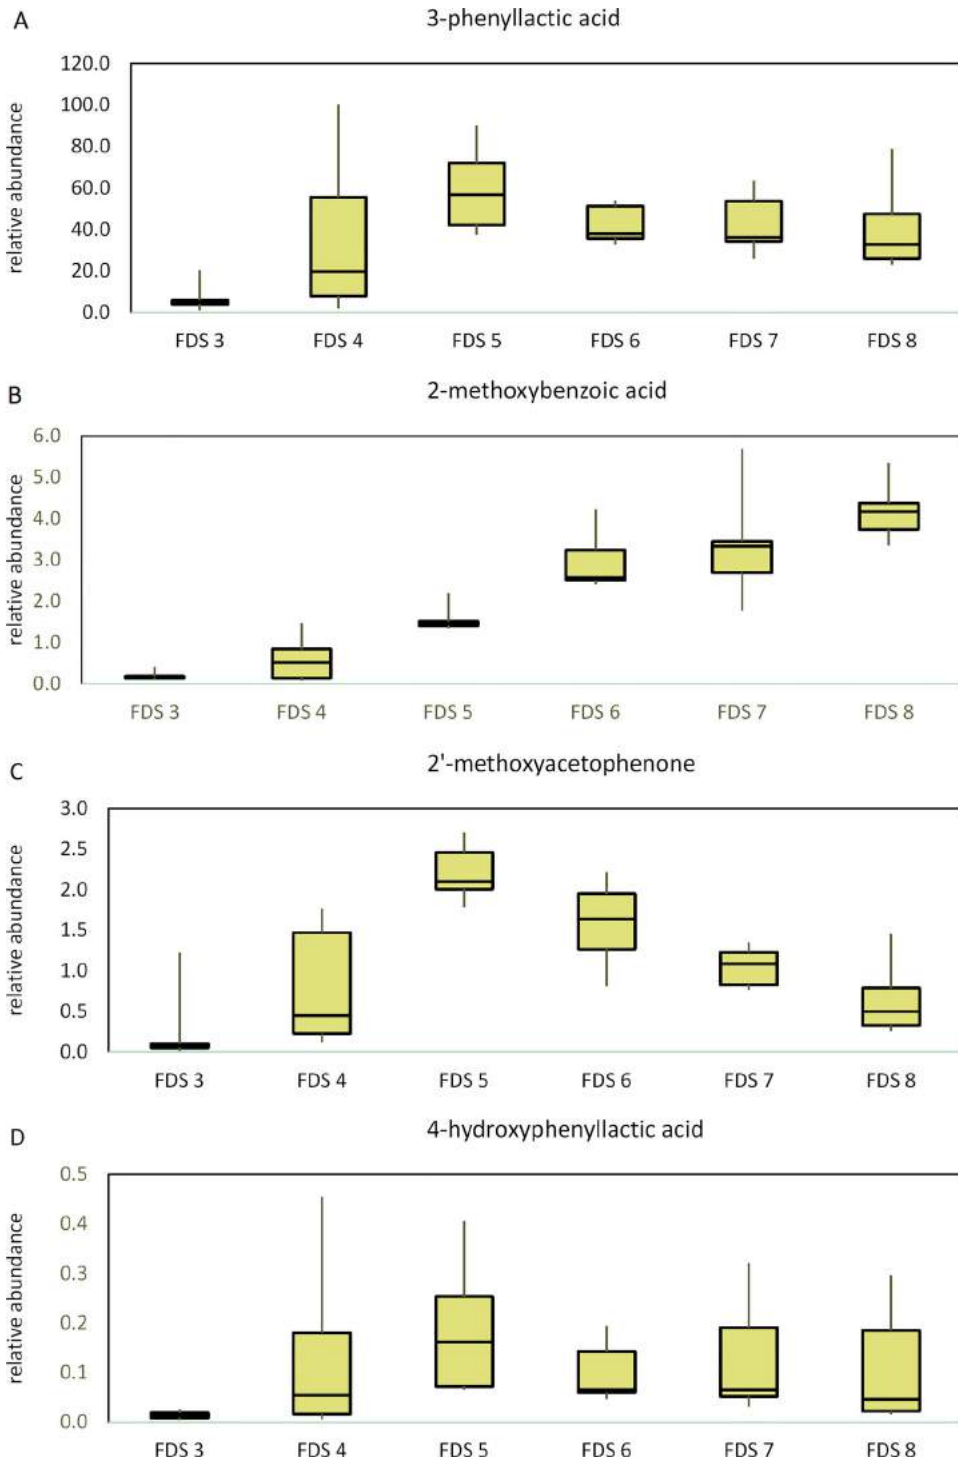 A
3-phenyllactic acid
relative abundance
120.0
100.0
80.0
60.0
40.0
20.0
0.0
FDS 3 FDS 4 FDS 5 FDS 6 FDS 7 FDS 8
B
2-methoxybenzoic acid
relative abundance
6.0
5.0
4.0
3.0
2.0
1.0
0.0
FDS 3 FDS 4 FDS 5 FDS 6 FDS 7 FDS 8
C
2'-methoxyacetophenone
relative abundance
3.0
2.5
2.0
1.5
1.0
0.5
0.0
FDS 3 FDS 4 FDS 5 FDS 6 FDS 7 FDS 8
D
4-hydroxyphenyllactic acid
relative abundance
0.5
0.4
0.3
0.2
0.1
0.0
FDS 3 FDS 4 FDS 5 FDS 6 FDS 7 FDS 8